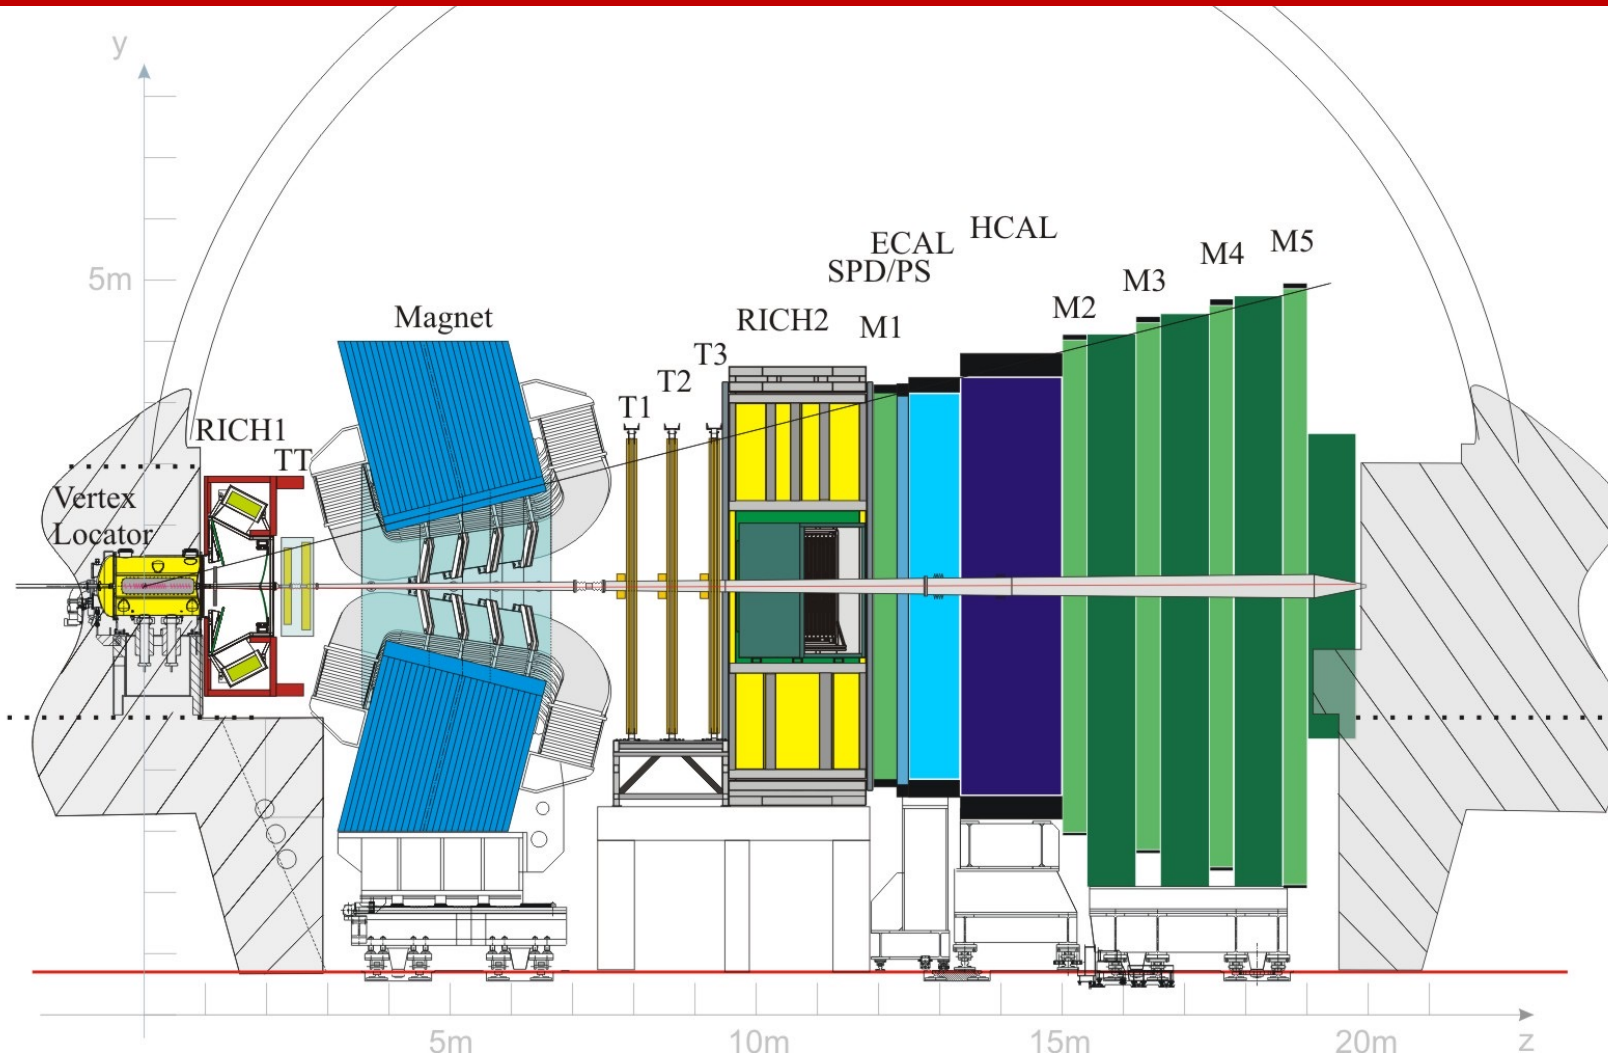 y
5m
ECAL
HCAL
SPD/PS
M5
M4
M3
M2
M1
RICH2
Magnet
T3
T2
T1
RICH1
TT
Vertex
Locator
5m
10m
15m
20m
z